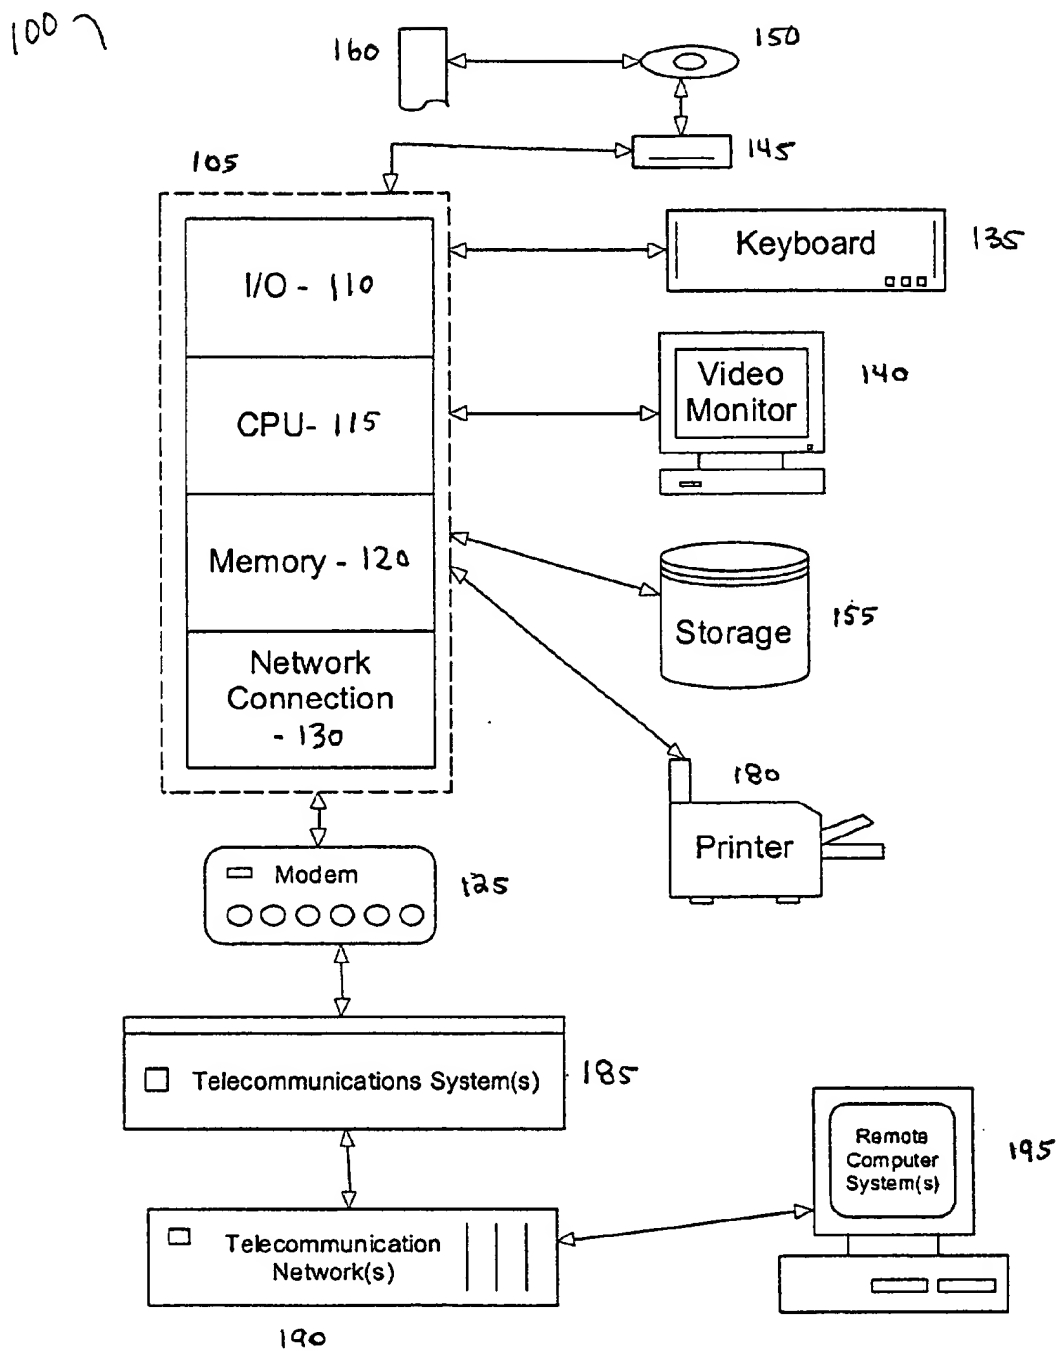 100
160
150
145
105
I/O - 110
Keyboard
135
CPU- 115
Video
Monitor
140
Memory - 120
Storage
155
Network
Connection
- 130
180
Printer
Modem
125
Telecommunications System(s)
185
Remote
Computer
System(s)
195
Telecommunication
Network(s)
190